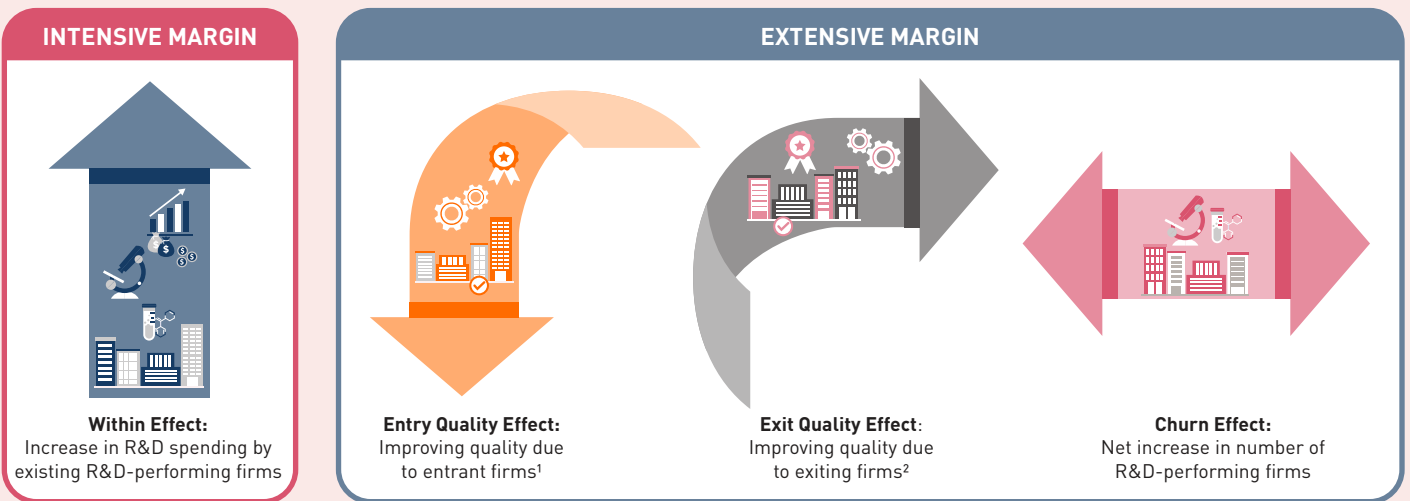 INTENSIVE MARGIN
Within Effect:
Increase in R&D spending by
existing R&D-performing firms
EXTENSIVE MARGIN
Entry Quality Effect:
Improving quality due
to entrant firms¹
Exit Quality Effect:
Improving quality due
to exiting firms²
Churn Effect:
Net increase in number of
R&D-performing firms